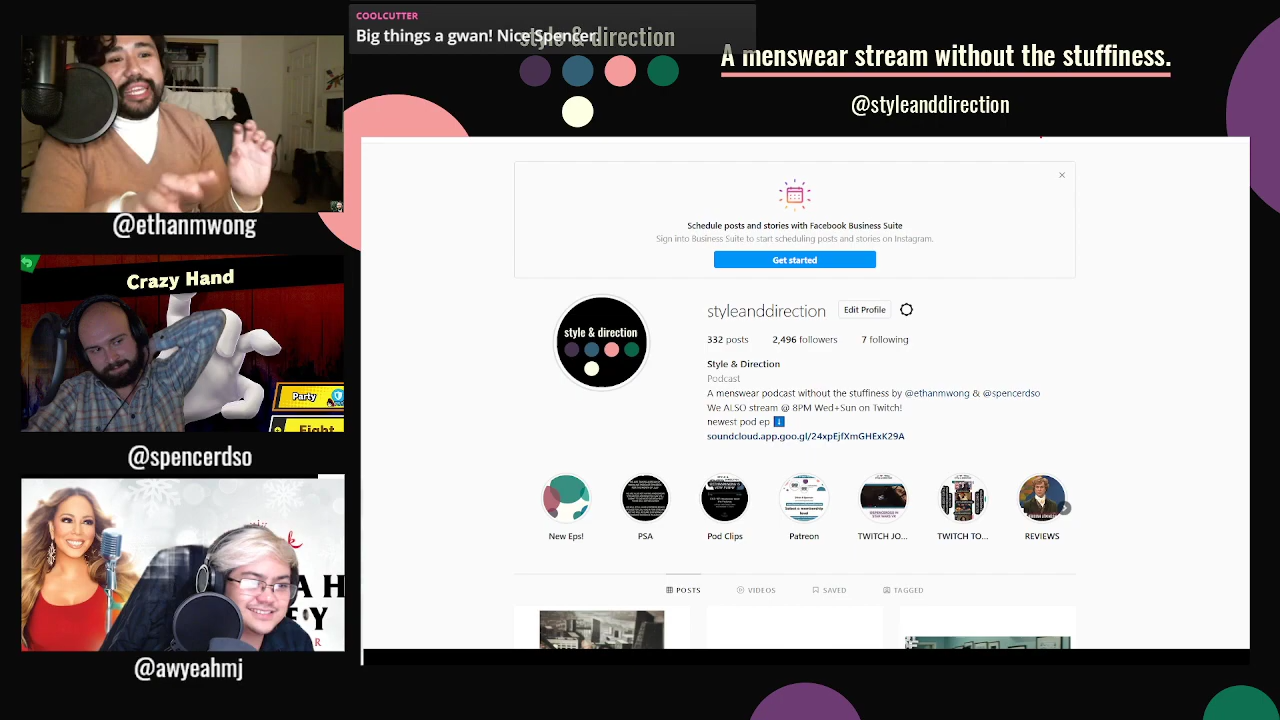 COOLCUTTER
Big things a gwan! Nice Spencer.
style & direction
A menswear stream without the stuffiness.
@styleanddirection
@ethanmwong
Crazy Hand
Party
Fight
@spencerdso
@awyeahmj
Schedule posts and stories with Facebook Business Suite
Sign into Business Suite to start scheduling posts and stories on Instagram.
Get started
style & direction
styleanddirection
Edit Profile
332 posts 2,496 followers 7 following
Style & Direction
Podcast
A menswear podcast without the stuffiness by @ethanmwong & @spencerdso
We ALSO stream @ 8PM Wed+Sun on Twitch!
newest pod ep
soundcloud.app.goo.gl/24xpEjfXmGHExK29A
New Eps! PSA Pod Clips Patreon TWITCH JO... TWITCH TO... REVIEWS
POSTS VIDEOS SAVED TAGGED